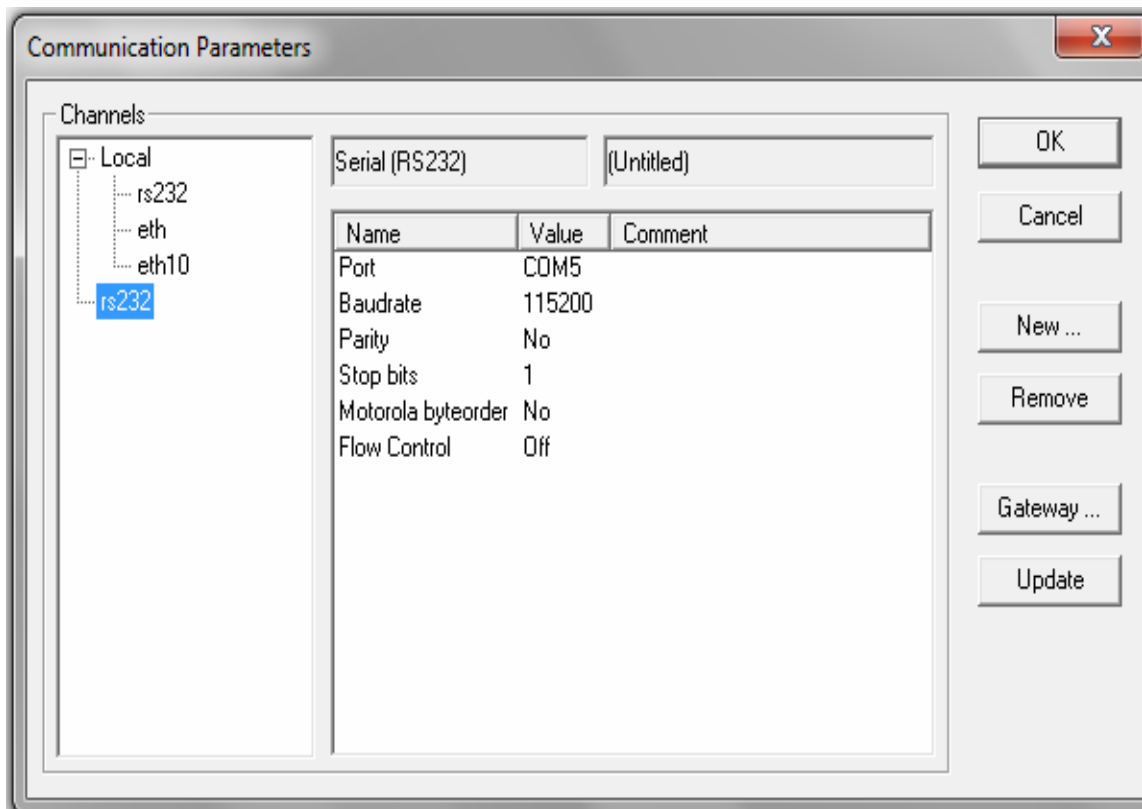 Communication Parameters
x
Channels
Local
rs232
eth
eth10
rs232
Serial (RS232)
(Untitled)
Name Value Comment
Port COM5
Baudrate 115200
Parity No
Stop bits 1
Motorola byteorder No
Flow Control Off
OK
Cancel
New ...
Remove
Gateway ...
Update